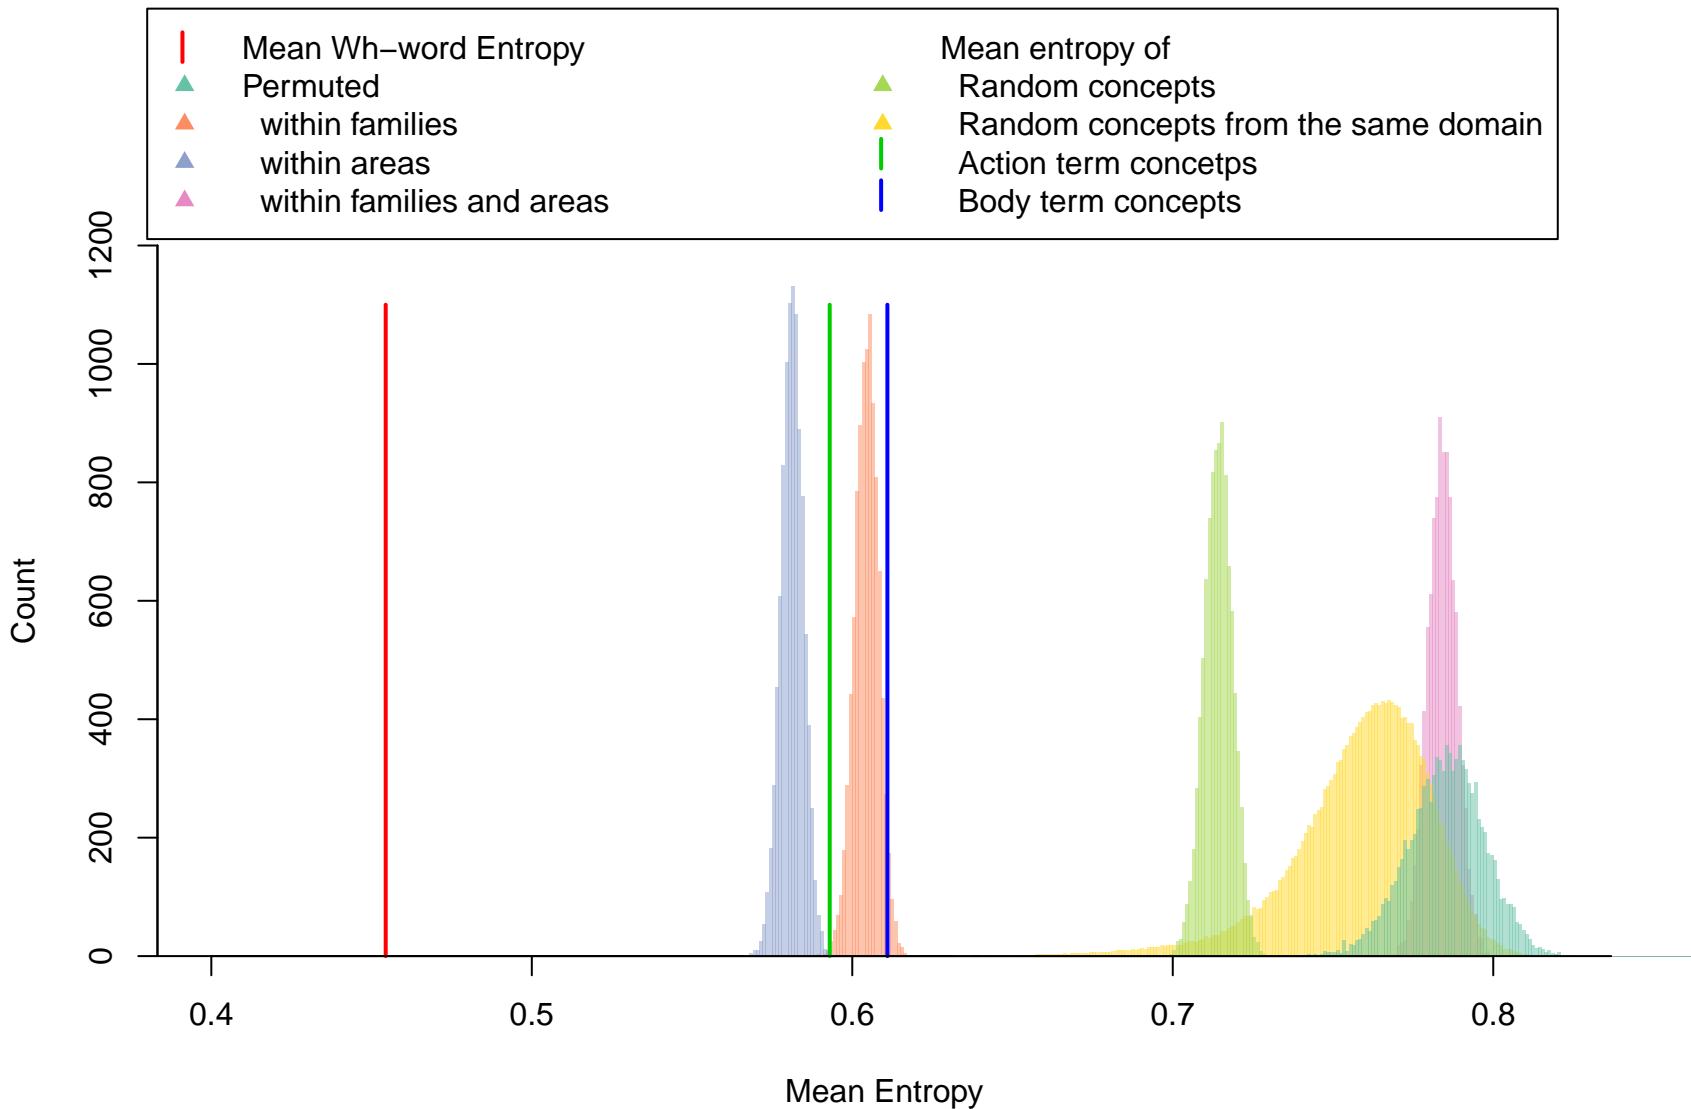 Mean Wh−word Entropy
Permuted
within families
within areas
within families and areas
Mean entropy of
Random concepts
Random concepts from the same domain
Action term concetps
Body term concepts
1200
1000
800
600
400
200
0
Count
0.4
0.5
0.6
0.7
0.8
Mean Entropy